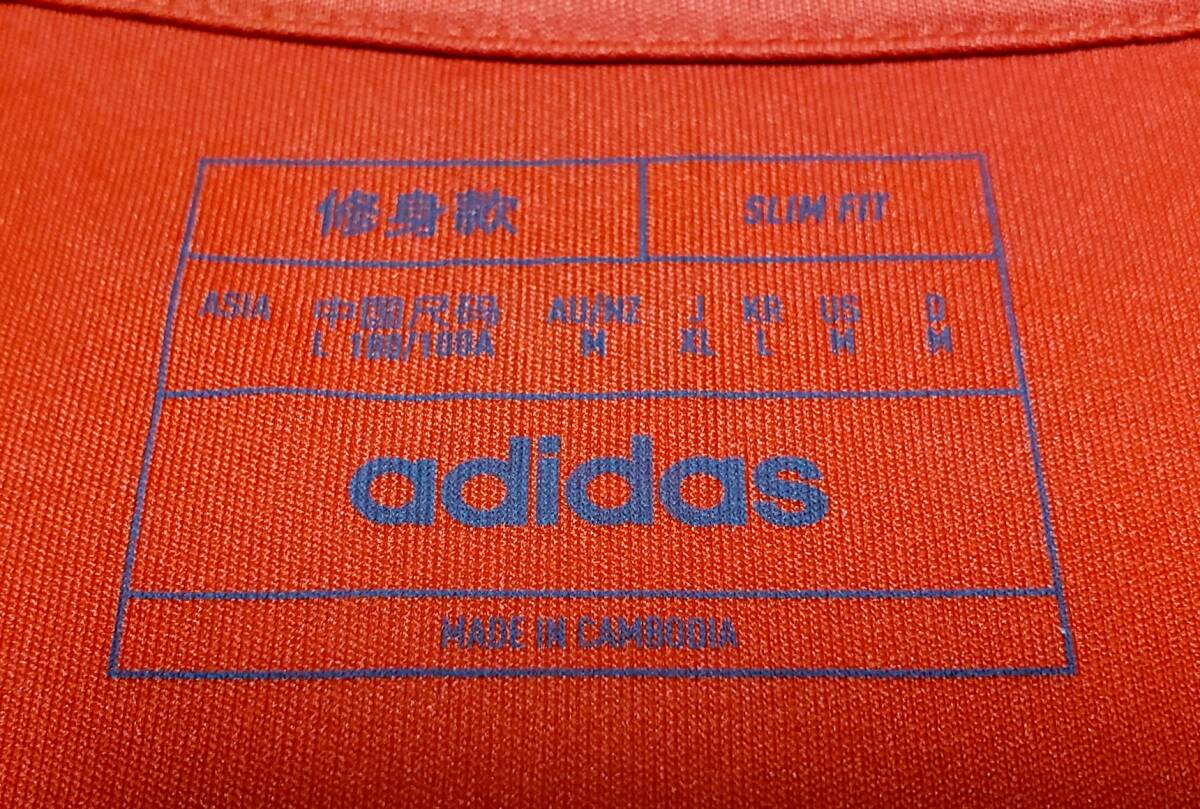 修身款 SLIM FIT
ASIA 中国尺码 AU/NZ J KR US D
L 180/100A M XL L M M
adidas
MADE IN CAMBODIA